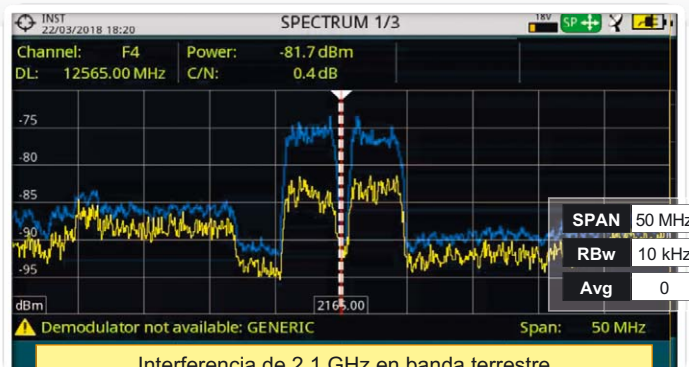 INST
22/03/2018 18:20
SPECTRUM 1/3
18V
SP
Channel: F4 Power: -81.7 dBm
DL: 12565.00 MHz C/N: 0.4 dB
-75
-80
-85
-90
-95
SPAN 50 MHz
RBw 10 kHz
Avg 0
dBm
2165.00
Demodulator not available: GENERIC Span: 50 MHz
Interferencia de 2,1 GHz en banda terrestre